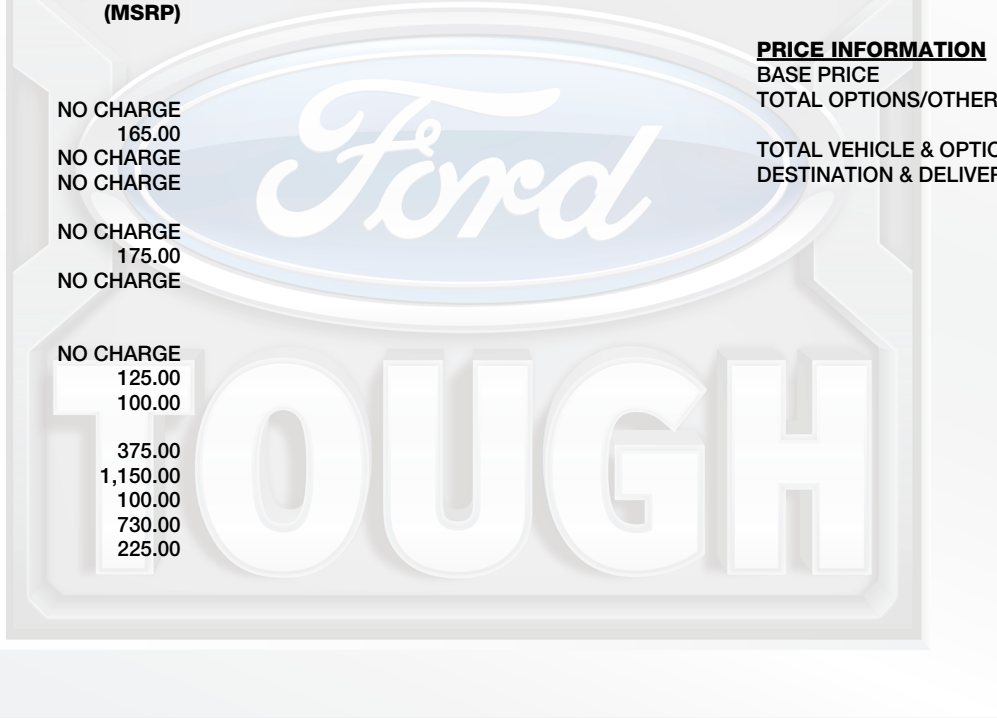 (MSRP)
NO CHARGE
165.00
NO CHARGE
NO CHARGE
NO CHARGE
175.00
NO CHARGE
NO CHARGE
125.00
100.00
375.00
1,150.00
100.00
730.00
225.00
PRICE INFORMATION
BASE PRICE
TOTAL OPTIONS/OTHER
TOTAL VEHICLE & OPTIO
DESTINATION & DELIVER
Ford
TOUGH